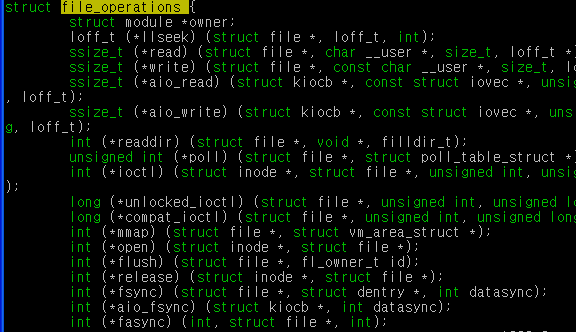 struct file_operations {
struct module *owner;
loff_t (*llseek) (struct file *, loff_t, int);
ssize_t (*read) (struct file *, char __user *, size_t, loff_t *
ssize_t (*write) (struct file *, const char __user *, size_t, lo
ssize_t (*aio_read) (struct kiocb *, const struct iovec *, unsi
, loff_t);
ssize_t (*aio_write) (struct kiocb *, const struct iovec *, uns
g, loff_t);
int (*readdir) (struct file *, void *, filldir_t);
unsigned int (*poll) (struct file *, struct poll_table_struct *
int (*ioctl) (struct inode *, struct file *, unsigned int, unsi
);
long (*unlocked_ioctl) (struct file *, unsigned int, unsigned lo
long (*compat_ioctl) (struct file *, unsigned int, unsigned long
int (*mmap) (struct file *, struct vm_area_struct *);
int (*open) (struct inode *, struct file *);
int (*flush) (struct file *, fl_owner_t id);
int (*release) (struct inode *, struct file *);
int (*fsync) (struct file *, struct dentry *, int datasync);
int (*aio_fsync) (struct kiocb *, int datasync);
int (*fasync) (int, struct file *, int);